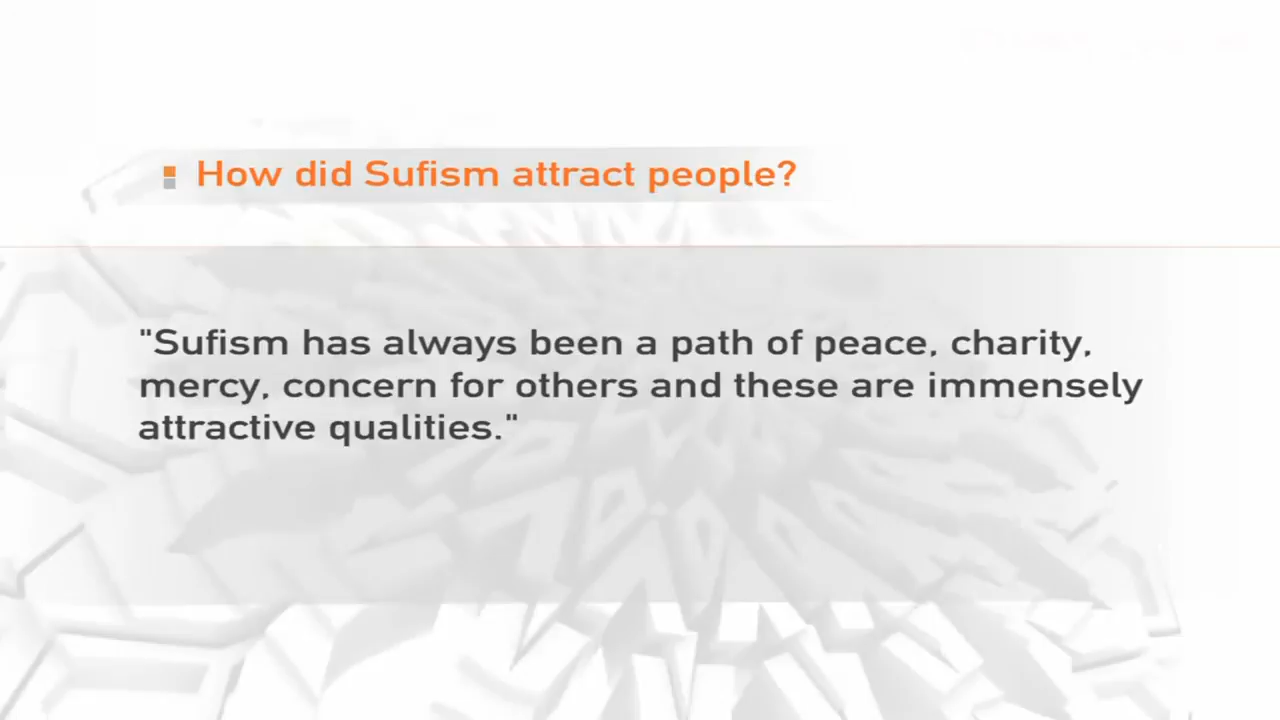 How did Sufism attract people?
"Sufism has always been a path of peace, charity,
mercy, concern for others and these are immensely
attractive qualities."